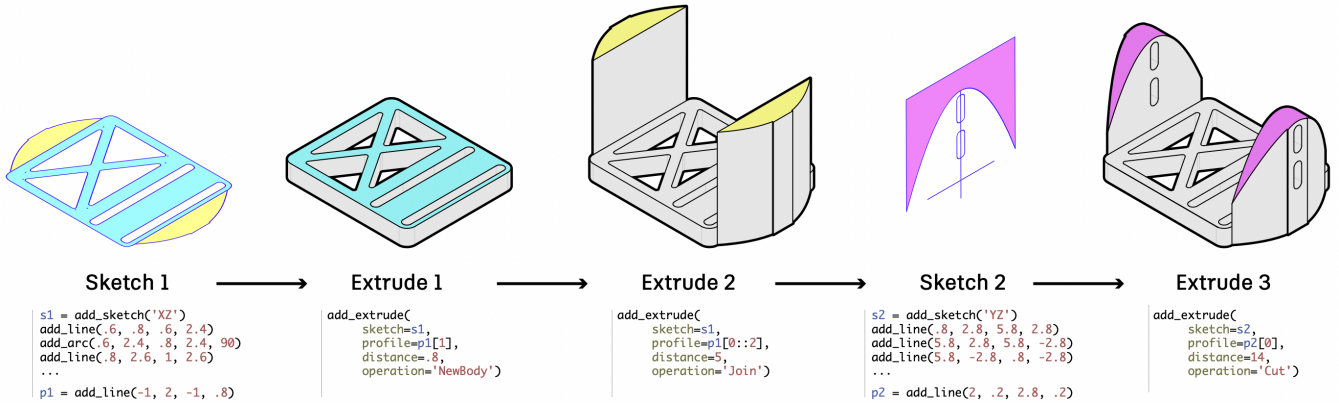 Sketch 1
Extrude 1
Extrude 2
Sketch 2
Extrude 3
s1 = add_sketch('XZ')
add_line(.6, .8, .6, 2.4)
add_arc(.6, 2.4, .8, 2.4, 90)
add_line(.8, 2.6, 1, 2.6)
...
p1 = add_line(-1, 2, -1, .8)
add_extrude(
sketch=s1,
profile=p1[1],
distance=.8,
operation='NewBody')
add_extrude(
sketch=s1,
profile=p1[0::2],
distance=5,
operation='Join')
s2 = add_sketch('YZ')
add_line(.8, 2.8, 5.8, 2.8)
add_line(5.8, 2.8, 5.8, -2.8)
add_line(5.8, -2.8, .8, -2.8)
...
p2 = add_line(2, .2, 2.8, .2)
add_extrude(
sketch=s2,
profile=p2[0],
distance=14,
operation='Cut')